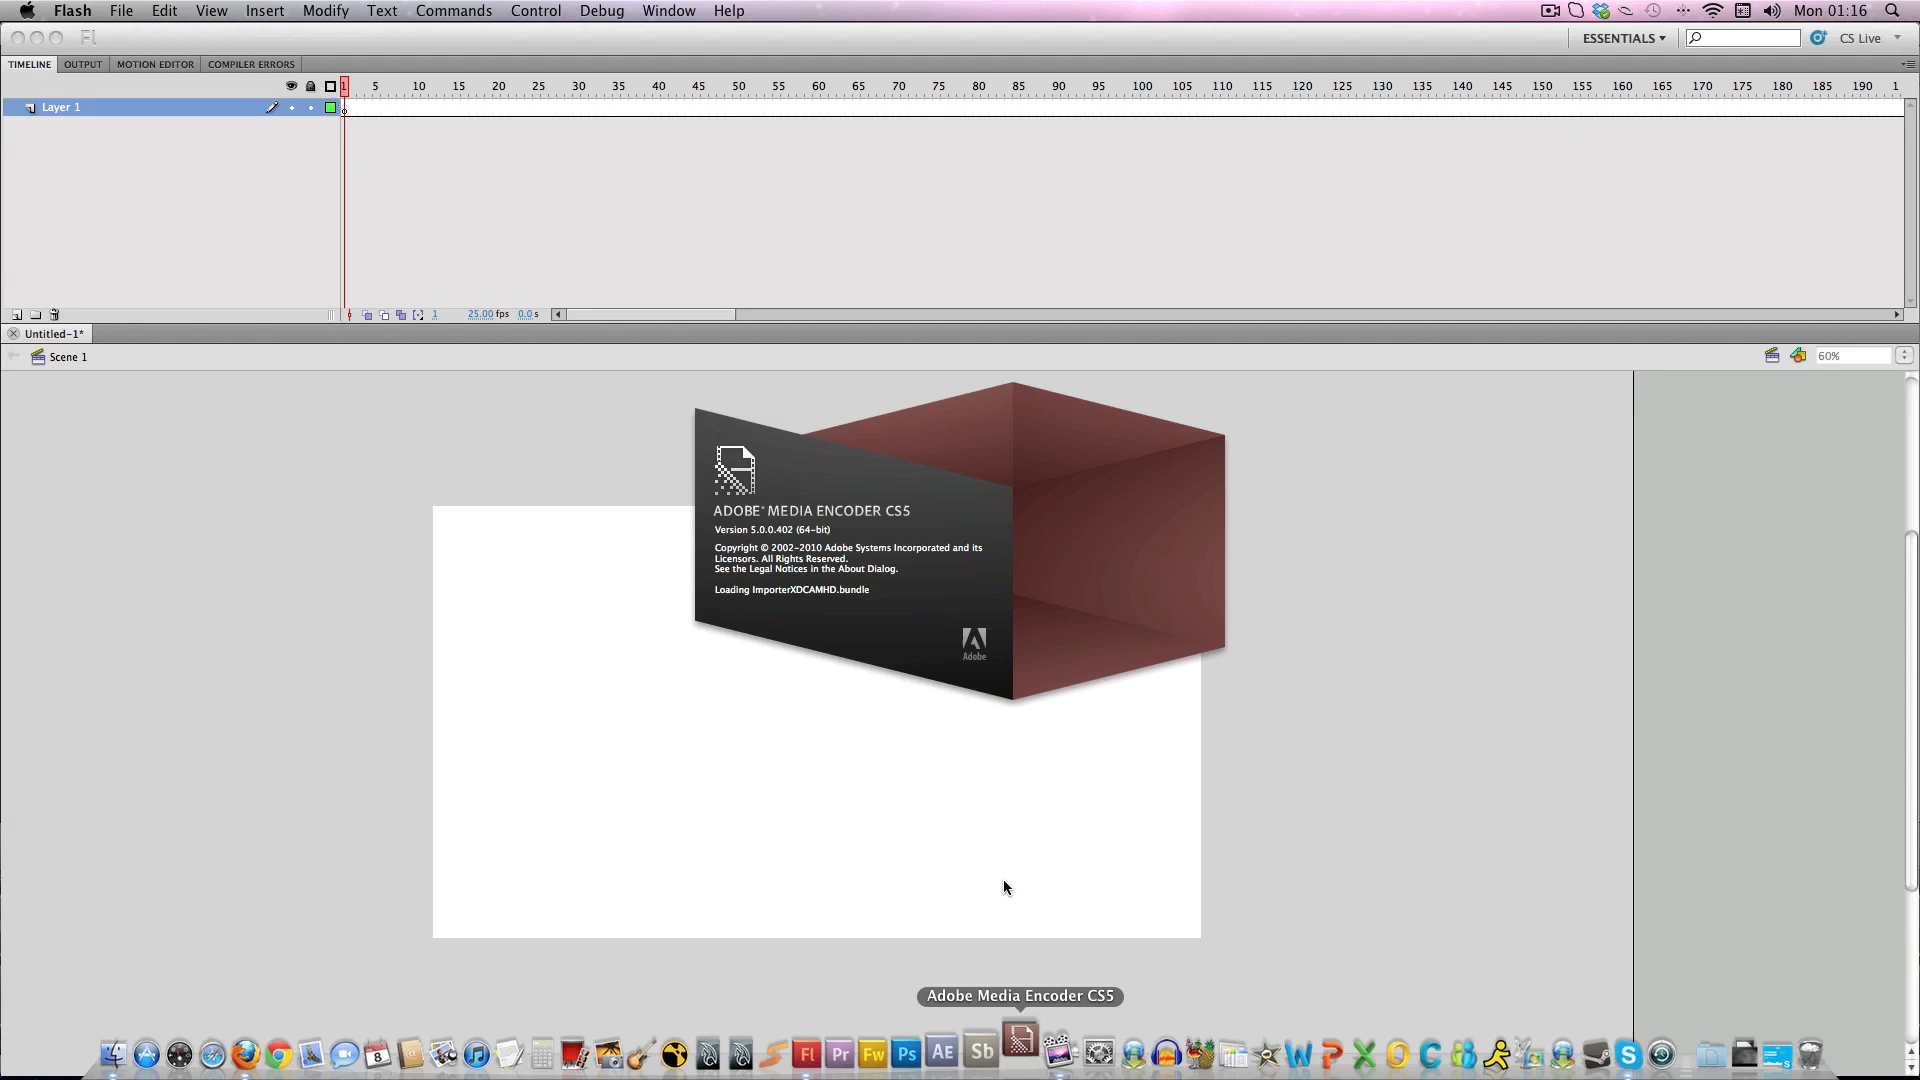 Flash File Edit View Insert Modify Text Commands Control Debug Window Help Mon 01:16
Fl ESSENTIALS CS Live
TIMELINE OUTPUT MOTION EDITOR COMPILER ERRORS
1 5 10 15 20 25 30 35 40 45 50 55 60 65 70 75 80 85 90 95 100 105 110 115 120 125 130 135 140 145 150 155 160 165 170 175 180 185 190 1
Layer 1
1 25.00 fps 0.0 s
Untitled-1*
Scene 1 60%
ADOBE® MEDIA ENCODER CS5
Version 5.0.0.402 (64-bit)
Copyright © 2002-2010 Adobe Systems Incorporated and its
Licensors. All Rights Reserved.
See the Legal Notices in the About Dialog.
Loading ImporterXDCAMHD.bundle
Adobe
Adobe Media Encoder CS5
8 Fl Pr Fw Ps AE Sb